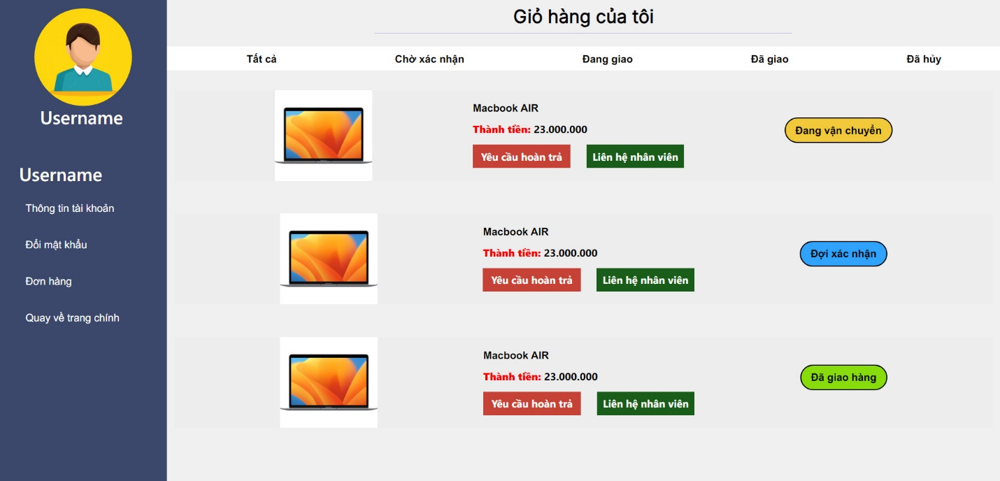 Username
Username
Thông tin tài khoản
Đổi mật khẩu
Đơn hàng
Quay về trang chính
Giỏ hàng của tôi
Tất cả Chờ xác nhận Đang giao Đã giao Đã hủy
Macbook AIR
Thành tiền: 23.000.000
Yêu cầu hoàn trả Liên hệ nhân viên
Đang vận chuyển
Macbook AIR
Thành tiền: 23.000.000
Yêu cầu hoàn trả Liên hệ nhân viên
Đợi xác nhận
Macbook AIR
Thành tiền: 23.000.000
Yêu cầu hoàn trả Liên hệ nhân viên
Đã giao hàng